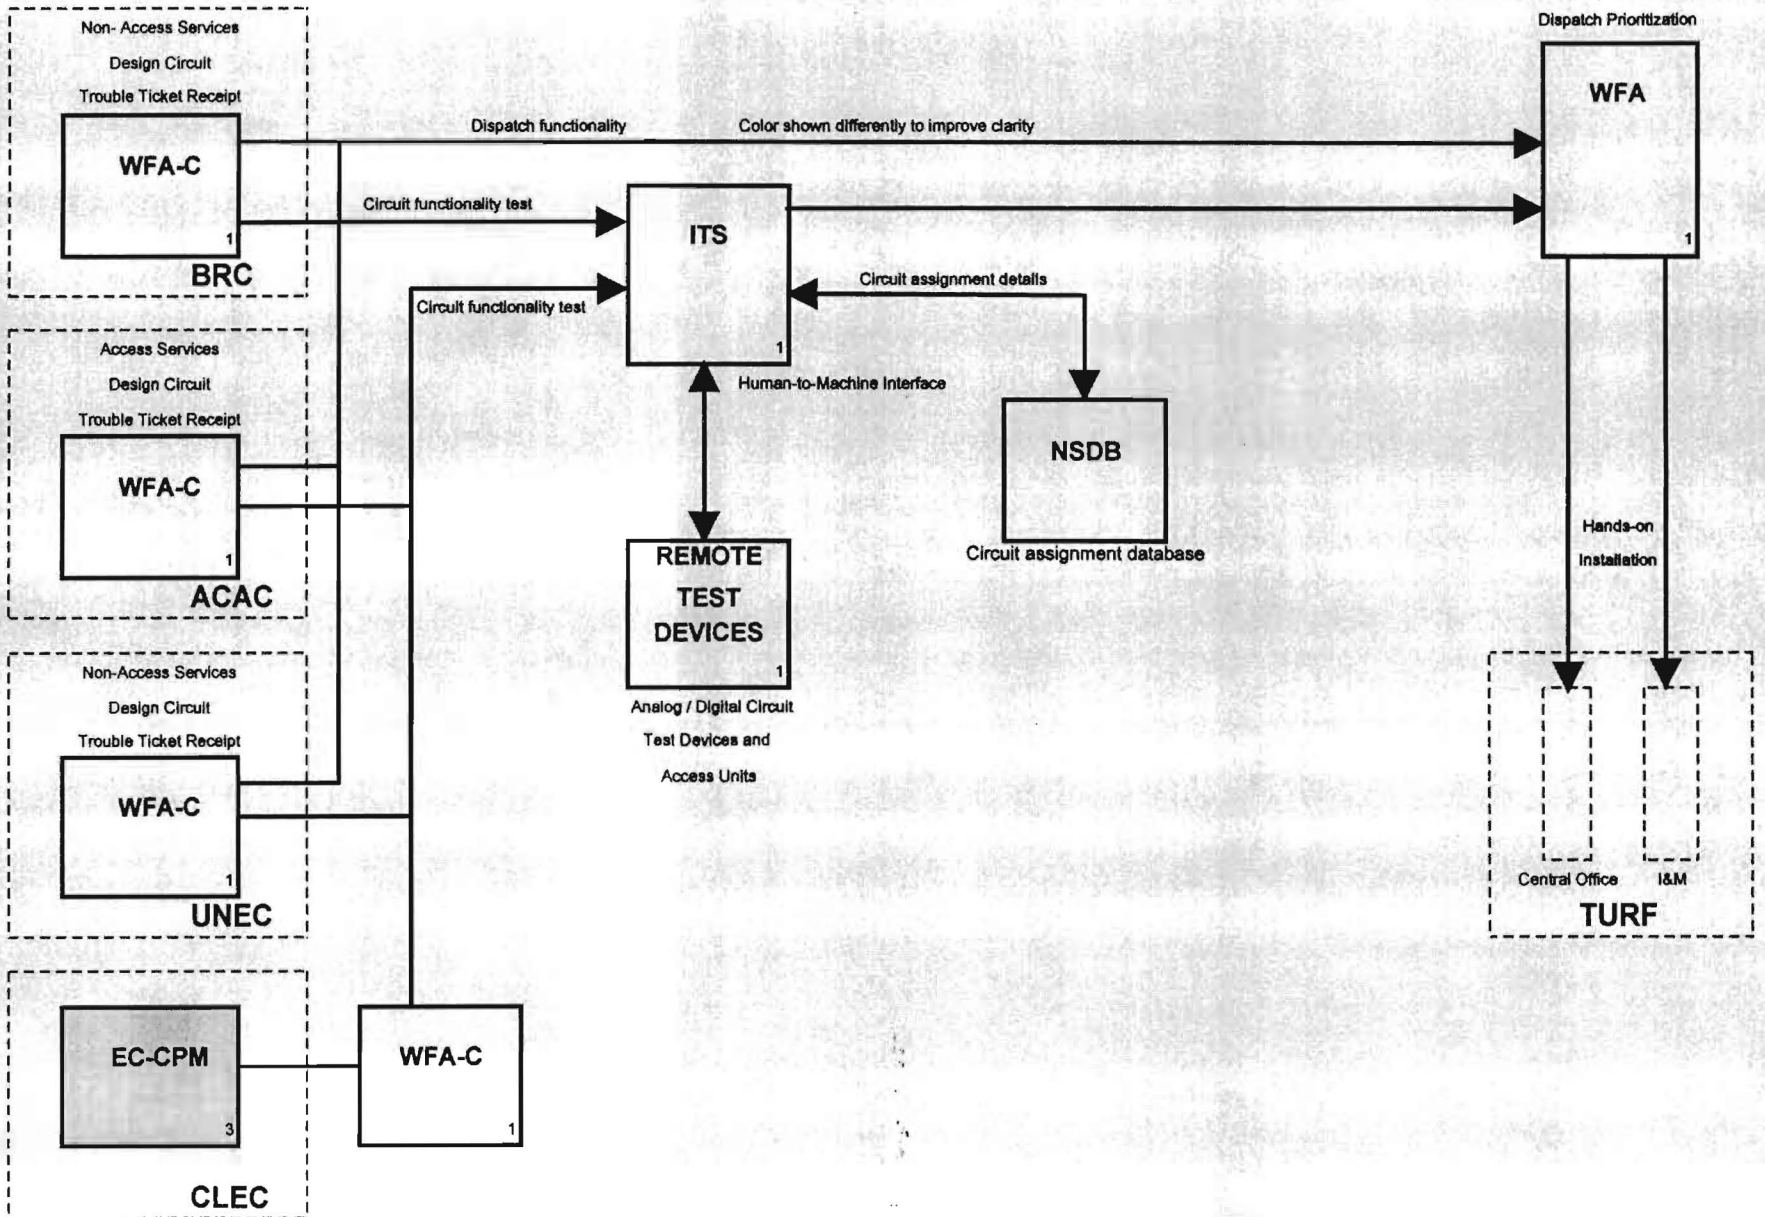 Non- Access Services
Design Circuit
Trouble Ticket Receipt
WFA-C
1
BRC
Dispatch functionality
Color shown differently to improve clarity
Circuit functionality test
Circuit functionality test
ITS
1
Circuit assignment details
Human-to-Machine Interface
Dispatch Prioritization
WFA
1
Access Services
Design Circuit
Trouble Ticket Receipt
WFA-C
1
ACAC
NSDB
Circuit assignment database
REMOTE
TEST
DEVICES
1
Analog / Digital Circuit
Test Devices and
Access Units
Hands-on
Installation
Non-Access Services
Design Circuit
Trouble Ticket Receipt
WFA-C
1
UNEC
Central Office
I&M
TURF
EC-CPM
3
CLEC
WFA-C
1